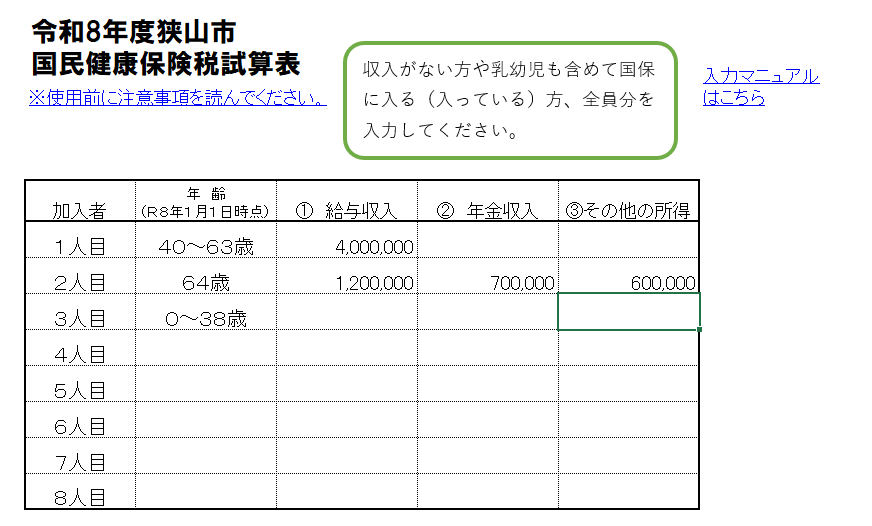 令和8年度狭山市
国民健康保険税試算表
※使用前に注意事項を読んでください。
収入がない方や乳幼児も含めて国保
に入る（入っている）方、全員分を
入力してください。
入力マニュアル
はこちら
加入者 年 齢 (R8年1月1日時点) ① 給与収入 ② 年金収入 ③その他の所得
1人目 40～63歳 4,000,000
2人目 64歳 1,200,000 700,000 600,000
3人目 0～38歳
4人目
5人目
6人目
7人目
8人目